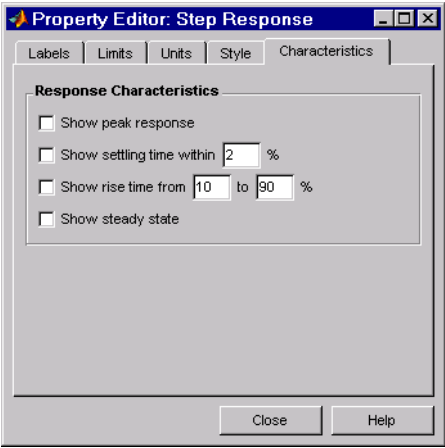 Property Editor: Step Response
Labels Limits Units Style Characteristics
Response Characteristics
Show peak response
Show settling time within 2 %
Show rise time from 10 to 90 %
Show steady state
Close Help